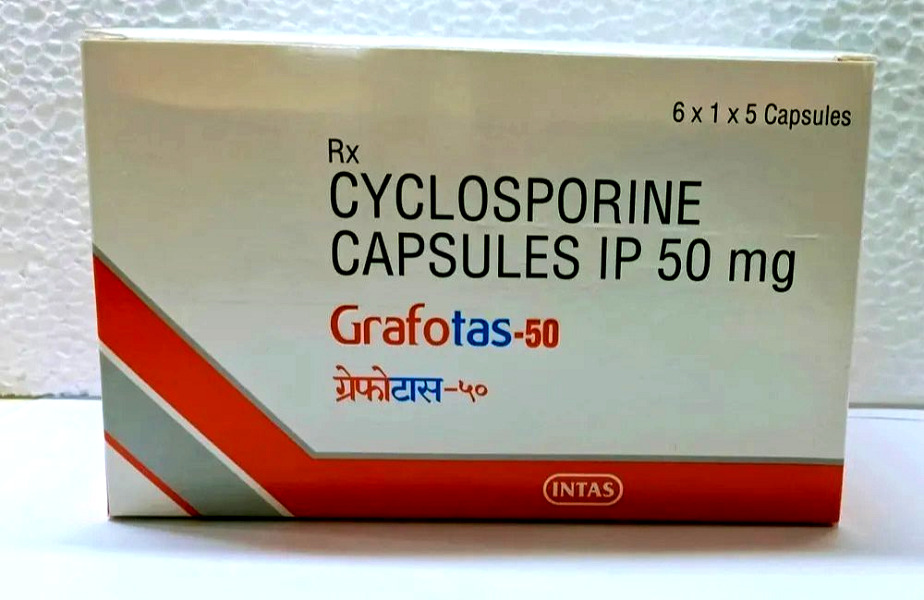 6 x 1 x 5 Capsules
Rx
CYCLOSPORINE
CAPSULES IP 50 mg
Grafotas-50
ग्रेफोटास-५०
INTAS